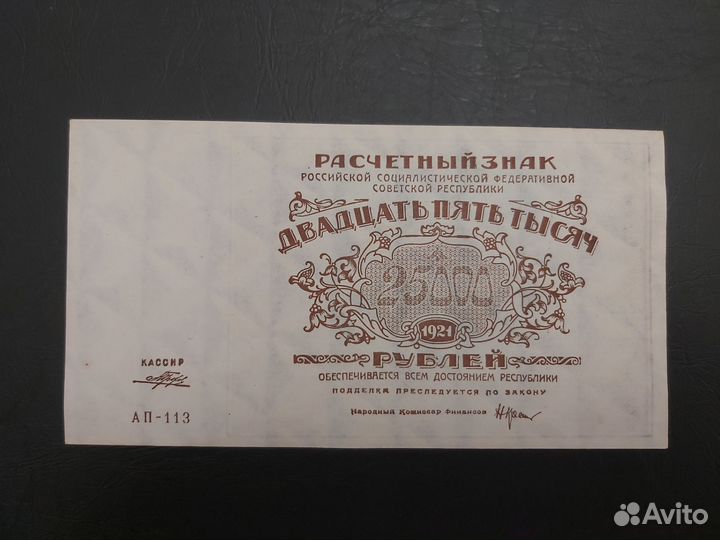 РАСЧЕТНЫЙ ЗНАК
РОССИЙСКОЙ СОЦИАЛИСТИЧЕСКОЙ ФЕДЕРАТИВНОЙ
СОВЕТСКОЙ РЕСПУБЛИКИ
ДВАДЦАТЬ ПЯТЬ ТЫСЯЧ
25000
1921
РУБЛЕЙ
ОБЕСПЕЧИВАЕТСЯ ВСЕМ ДОСТОЯНИЕМ РЕСПУБЛИКИ
ПОДДЕЛКА ПРЕСЛЕДУЕТСЯ ПО ЗАКОНУ
Народный Комиссар Финансов
КАССИР
АП-113
Avito